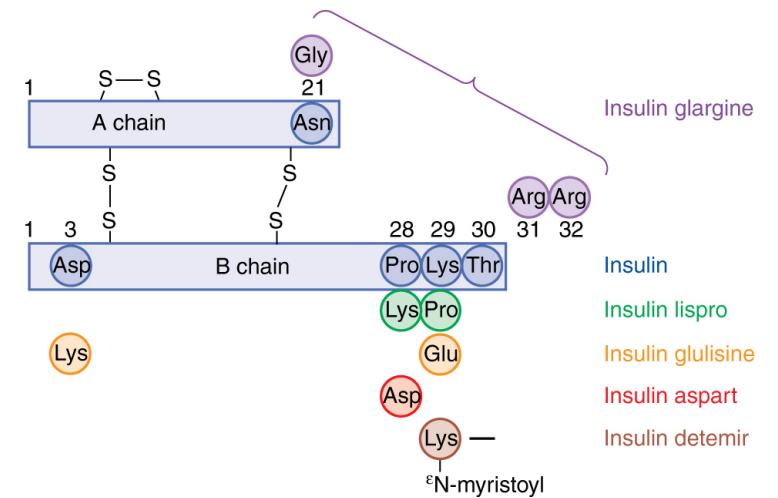 Gly
S — S
1 21
A chain Asn
Insulin glargine
S S
Arg Arg
S S
1 3 28 29 30 31 32
Asp B chain Pro Lys Thr Insulin
Lys Pro Insulin lispro
Lys Glu Insulin glulisine
Asp Insulin aspart
Lys — Insulin detemir
εN-myristoyl